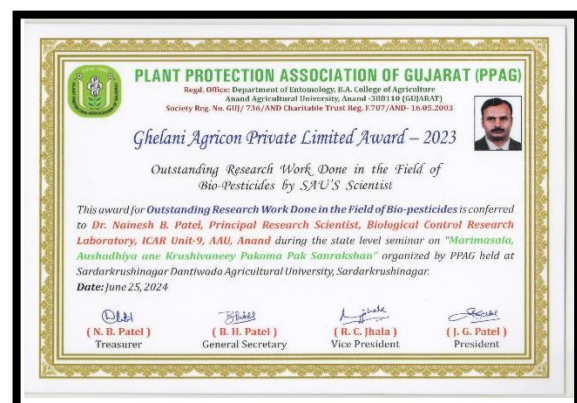 PLANT PROTECTION ASSOCIATION OF GUJARAT (PPAG)
Regd. Office: Department of Entomology, B.A. College of Agriculture
Anand Agricultural University, Anand -388110 (GUJARAT)
Society Reg. No. GUJ/ 736/AND Charitable Trust Reg. E707/AND- 16.05.2003
Ghelani Agricon Private Limited Award – 2023
Outstanding Research Work Done in the Field of
Bio-Pesticides by SAU'S Scientist
This award for Outstanding Research Work Done in the Field of Bio-pesticides is conferred
to Dr. Nainesh B. Patel, Principal Research Scientist, Biological Control Research
Laboratory, ICAR Unit-9, AAU, Anand during the state level seminar on "Marimasala,
Aushadhiya ane Krushivaneey Pakoma Pak Sanrakshan" organized by PPAG held at
Sardarkrushinagar Dantiwada Agricultural University, Sardarkrushinagar.
Date: June 25, 2024
( N. B. Patel ) ( B. H. Patel ) ( R. C. Jhala ) ( J. G. Patel )
Treasurer General Secretary Vice President President